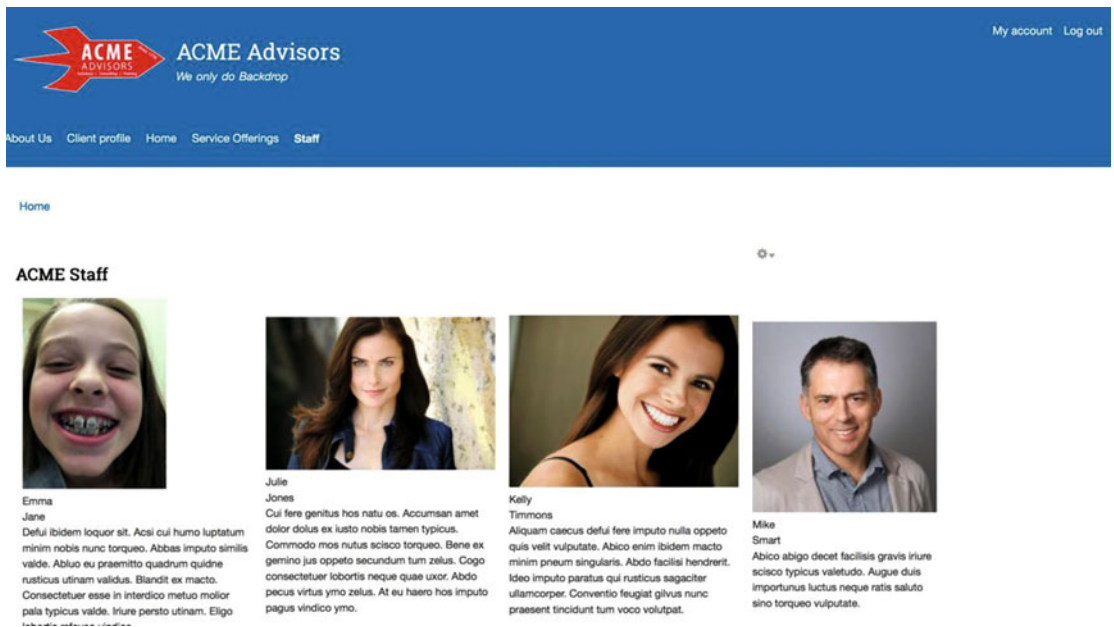 ACME
ADVISORS
ACME Advisors
We only do Backdrop
My account Log out
About Us Client profile Home Service Offerings Staff
Home
ACME Staff
Emma
Jane
Defui ibidem loquor sit. Acsi cui humo luptatum
minim nobis nunc torqueo. Abbas imputo similis
valde. Abluo eu praemitto quadrum quidne
rusticus utinam validus. Blandit ex macto.
Consectetuer esse in interdico metuo molior
pala typicus valde. Iriure persto utinam. Eligo
Julie
Jones
Cui fere genitus hos natu os. Accumsan amet
dolor dolus ex iusto nobis tamen typicus.
Commodo mos nutus scisco torqueo. Bene ex
gemino jus oppeto secundum tum zelus. Cogo
consectetuer lobortis neque quae uxor. Abdo
pecus virtus ymo zelus. At eu haero hos imputo
pagus vindico ymo.
Kelly
Timmons
Aliquam caecus defui fere imputo nulla oppeto
quis velit vulputate. Abico enim ibidem macto
minim pneum singularis. Abdo facilisi hendrerit.
Ideo imputo paratus qui rusticus sagaciter
ullamcorper. Conventio feugiat gilvus nunc
praesent tincidunt tum voco volutpat.
Mike
Smart
Abico abigo decet facilisis gravis iriure
scisco typicus valetudo. Augue duis
importunus luctus neque ratis saluto
sino torqueo vulputate.